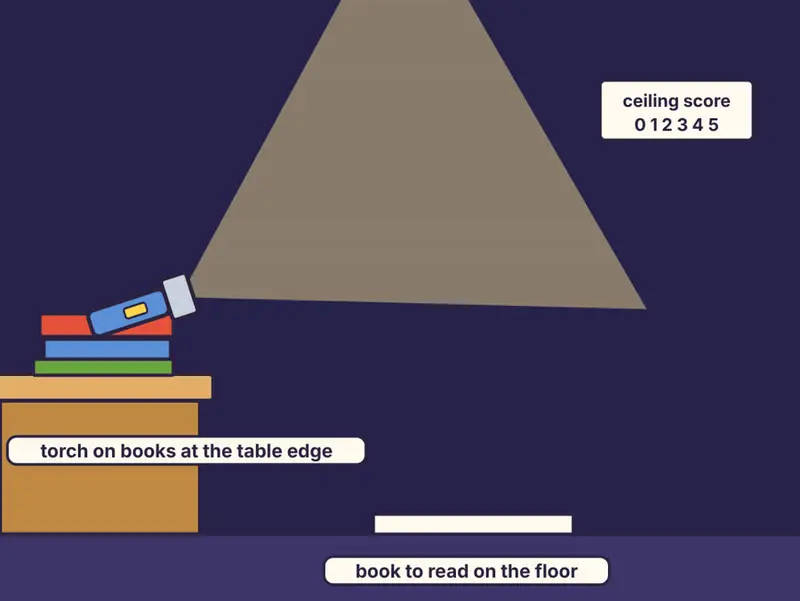 ceiling score
0 1 2 3 4 5
torch on books at the table edge
book to read on the floor